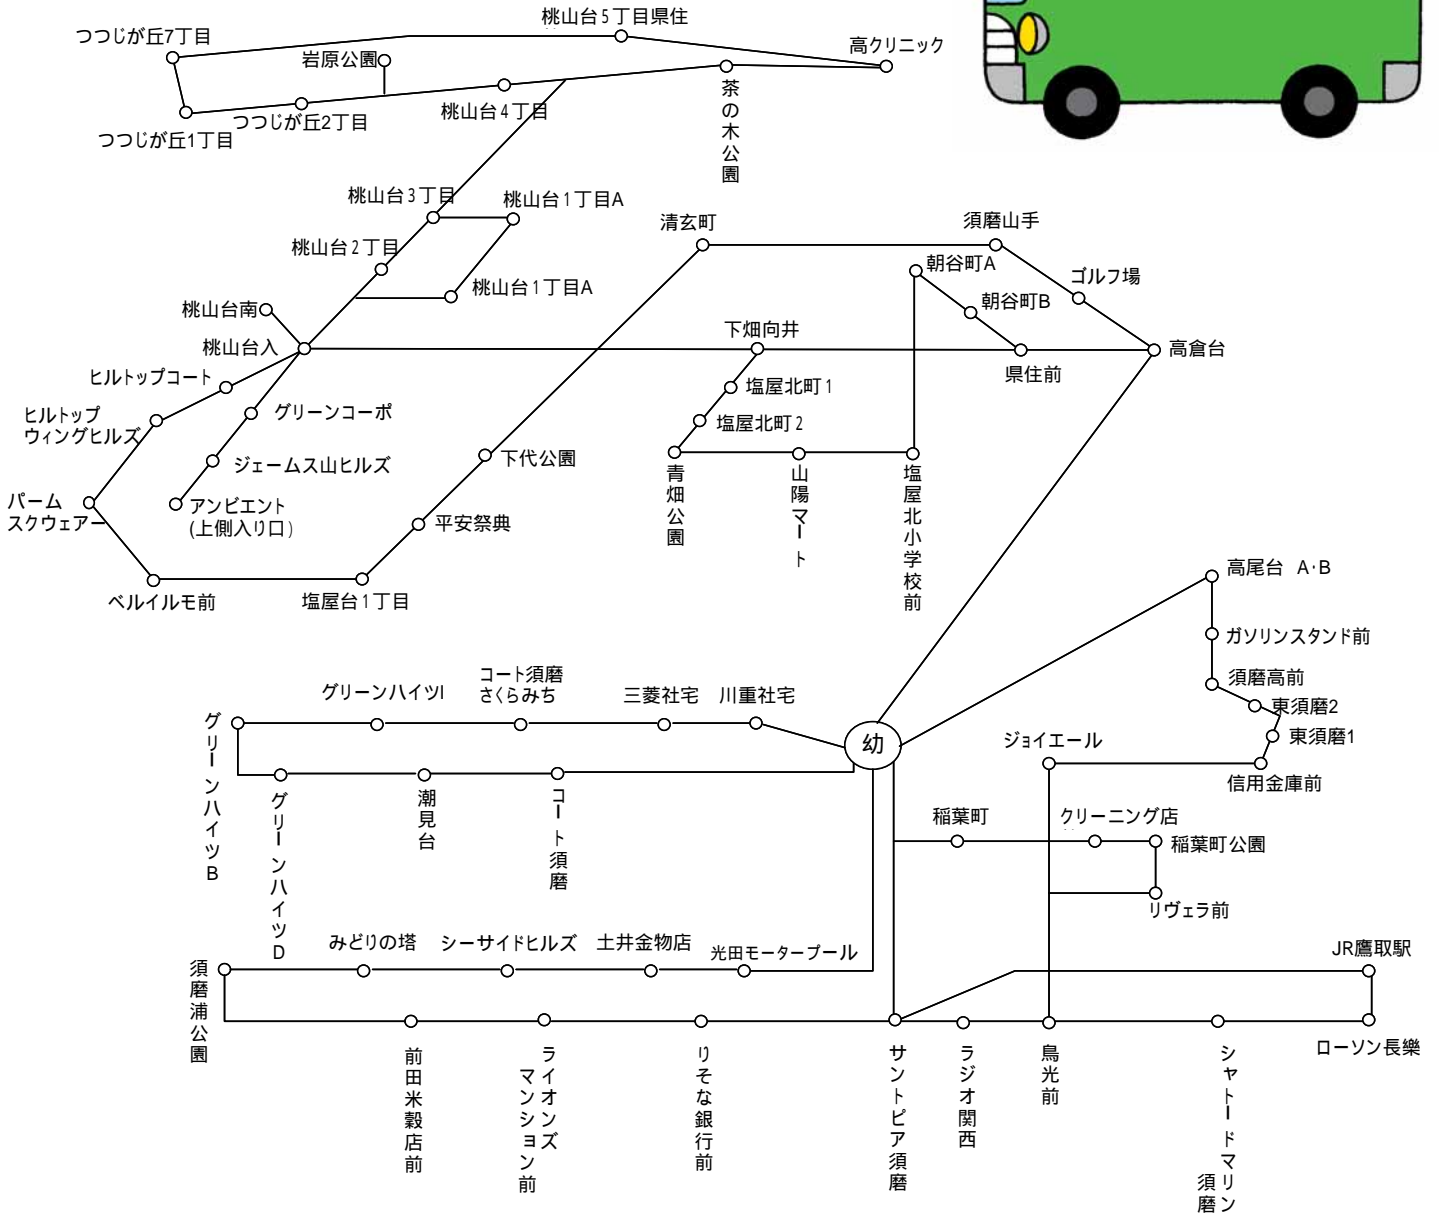 桃山台5丁目県住
つつじが丘7丁目
岩原公園
高クリニック
茶の木公園
桃山台4丁目
つつじが丘2丁目
つつじが丘1丁目
桃山台3丁目
桃山台1丁目A
清玄町
須磨山手
桃山台2丁目
朝谷町A
ゴルフ場
桃山台1丁目A
朝谷町B
桃山台南
下畑向井
桃山台入
高倉台
県住前
ヒルトップコート
塩屋北町1
ヒルトップ
ウィングヒルズ
グリーンコーポ
塩屋北町2
ジェームス山ヒルズ
下代公園
青畑公園
山陽マート
塩屋北小学校前
パーム
スクウェアー
アンビエント
(上側入り口)
平安祭典
高尾台 A･B
ベルイルモ前
塩屋台1丁目
ガソリンスタンド前
須磨高前
コート須磨
さくらみち
グリーンハイツI
三菱社宅
川重社宅
東須磨2
グリーンハイツB
幼
ジョイエール
東須磨1
信用金庫前
グリーンハイツD
潮見台
コート須磨
稲葉町
クリーニング店
稲葉町公園
リヴェラ前
みどりの塔
シーサイドヒルズ
土井金物店
光田モータープール
JR鷹取駅
須磨浦公園
ローソン長樂
前田米穀店前
ライオンズ
マンション前
りそな銀行前
サントピア須磨
ラジオ関西
鳥光前
シャトードマリン
須磨